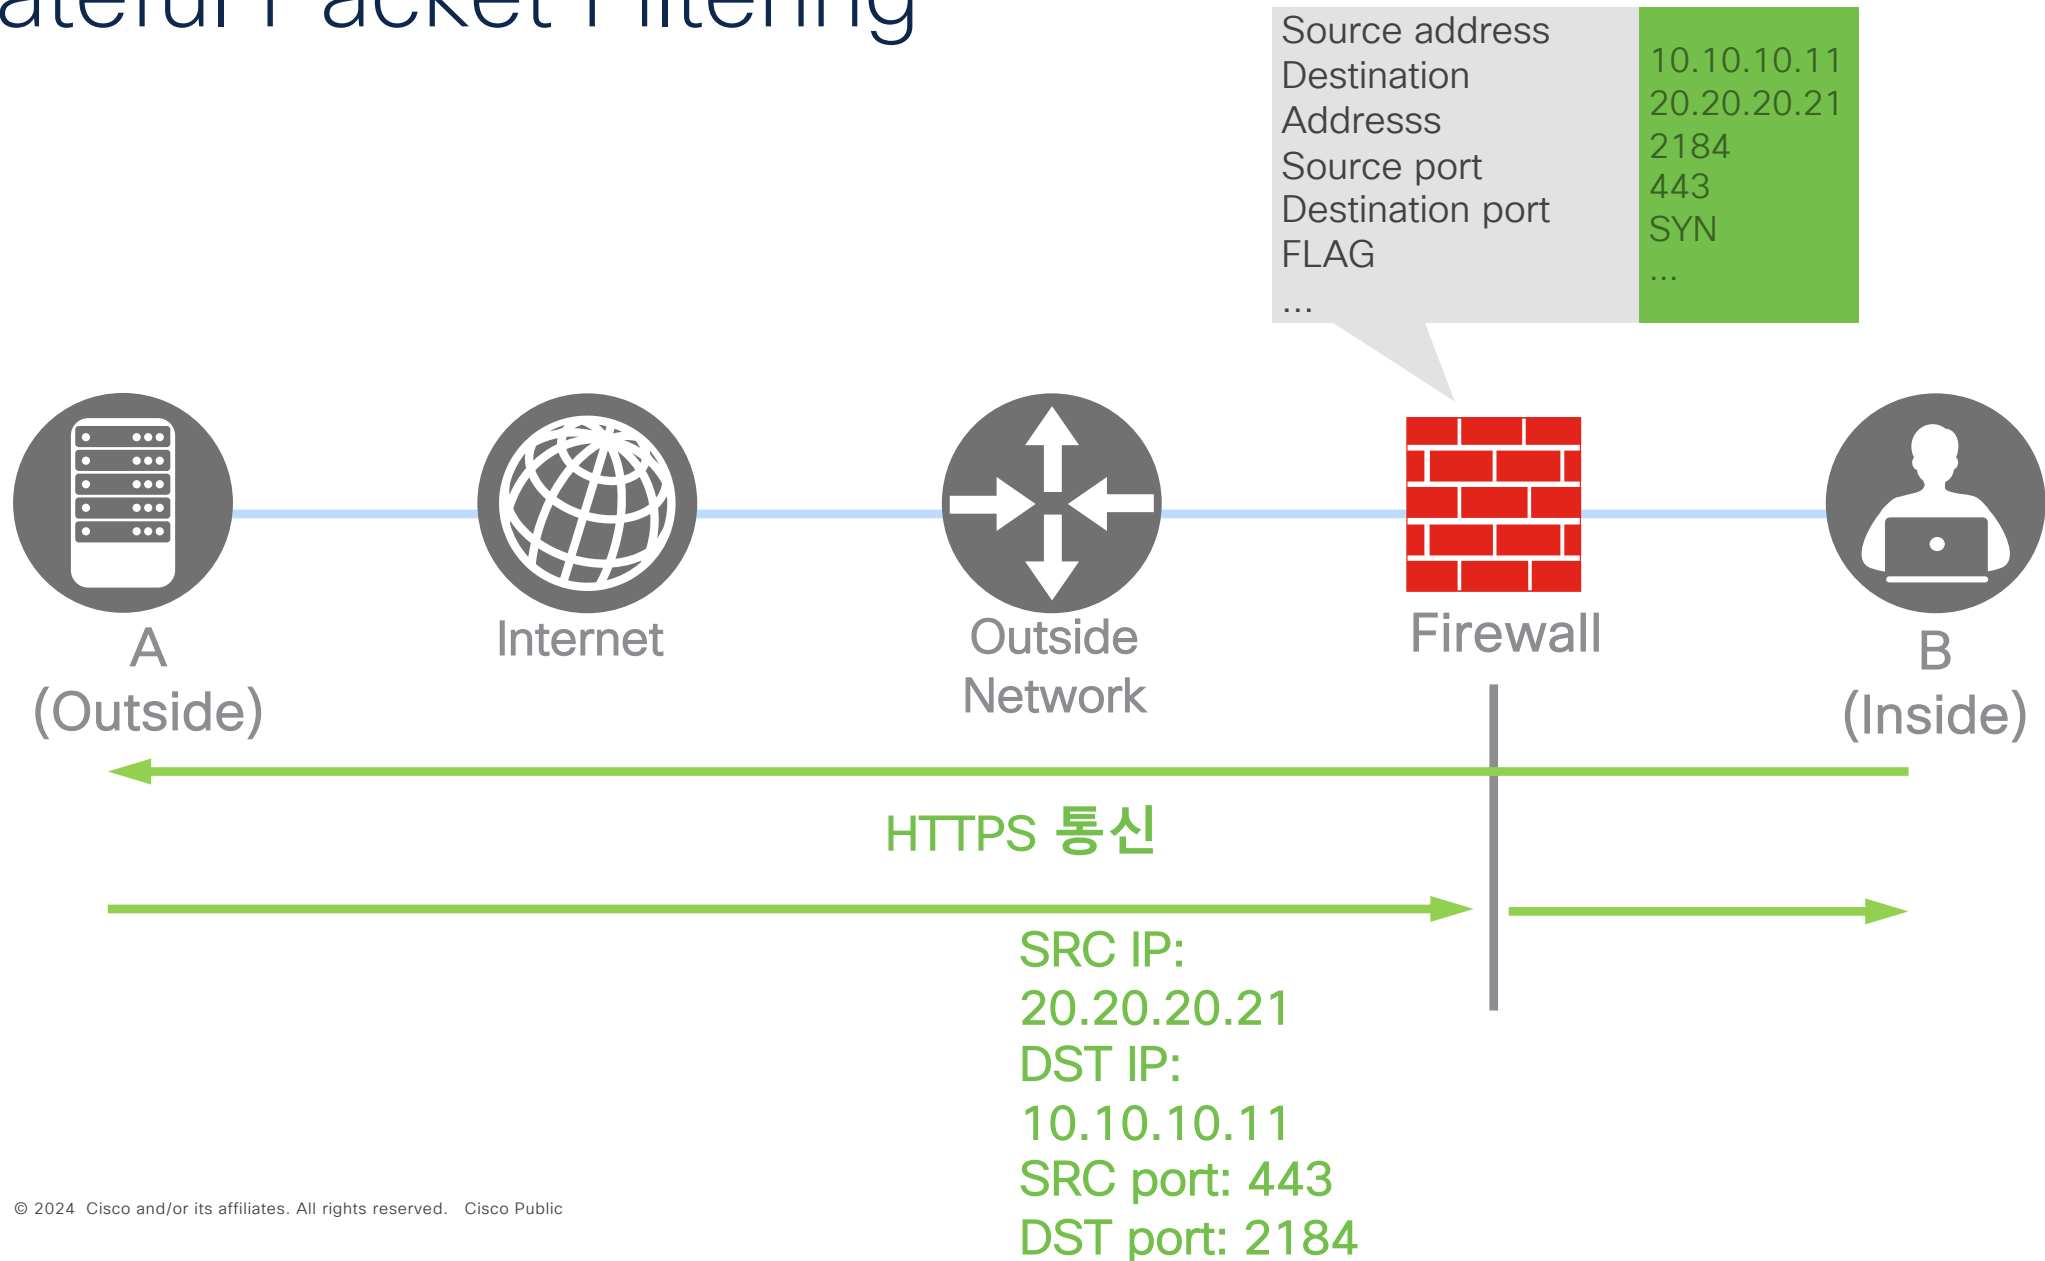 ateful Packet Filtering
Source address
Destination
Addresss
Source port
Destination port
FLAG
...
10.10.10.11
20.20.20.21
2184
443
SYN
...
A
(Outside)
Internet
Outside
Network
Firewall
B
(Inside)
HTTPS 통신
SRC IP:
20.20.20.21
DST IP:
10.10.10.11
SRC port: 443
DST port: 2184
© 2024 Cisco and/or its affiliates. All rights reserved. Cisco Public